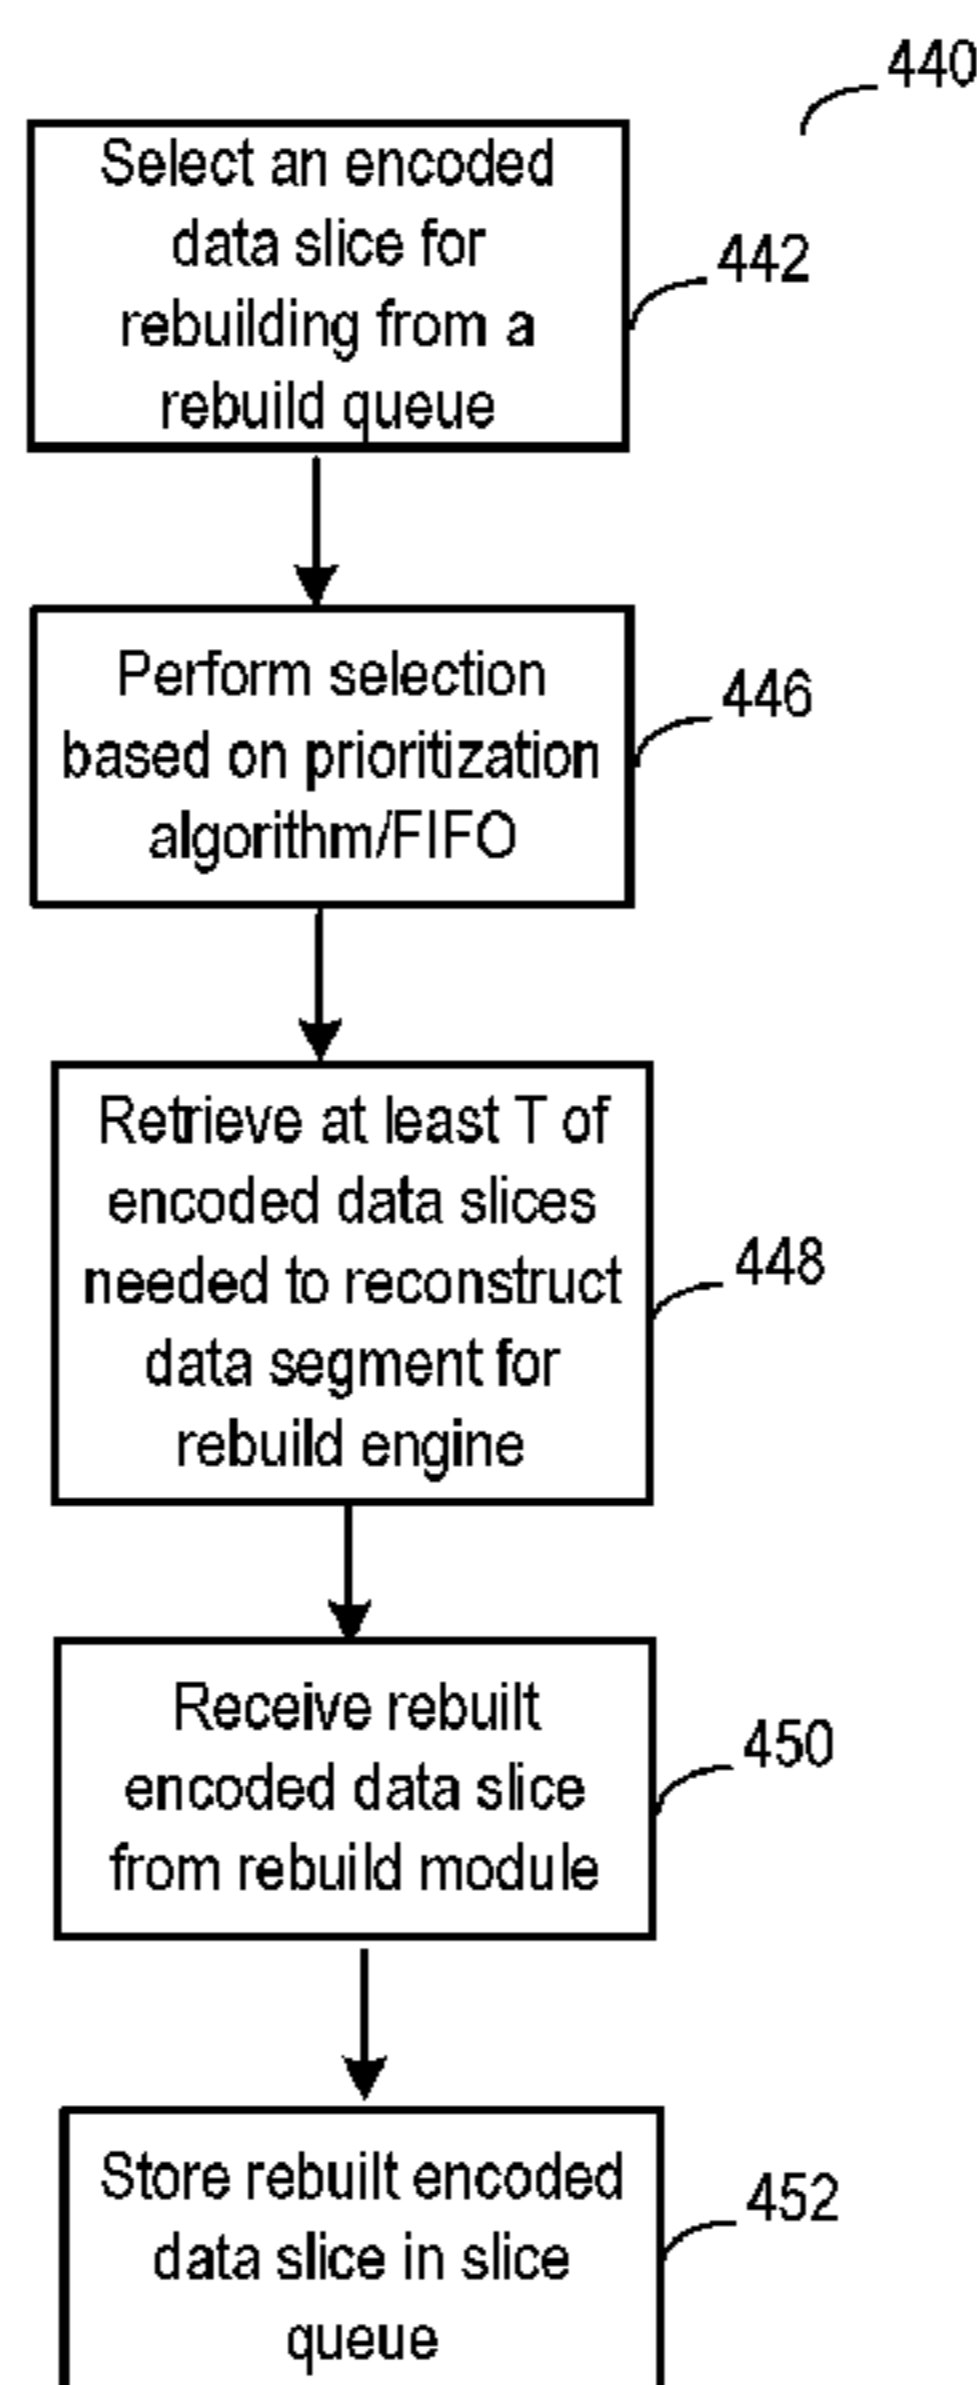 440
Select an encoded
data slice for
rebuilding from a
rebuild queue
442
Perform selection
based on prioritization
algorithm/FIFO
446
Retrieve at least T of
encoded data slices
needed to reconstruct
data segment for
rebuild engine
448
Receive rebuilt
encoded data slice
from rebuild module
450
Store rebuilt encoded
data slice in slice
queue
452